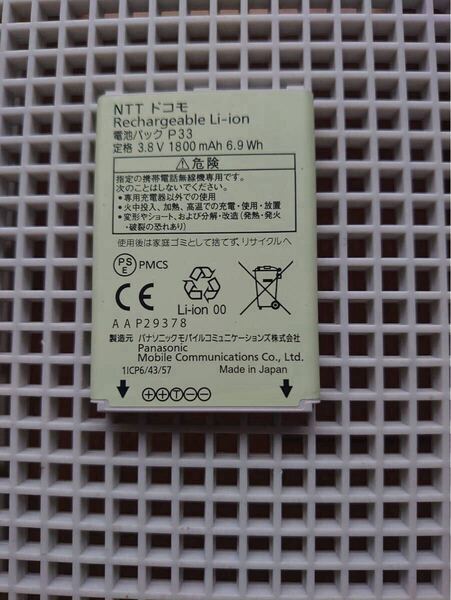 NTT ドコモ
Rechargeable Li-ion
電池パック P33
定格 3.8 V 1800 mAh 6.9 Wh
⚠危険
指定の携帯電話無線機専用です。
次のことをしないでください。
●専用充電器以外での使用
●火中投入、加熱、高温での充電・使用・放置
●変形やショート、および分解・改造（発熱・発火
・破裂の恐れあり）
使用後は家庭ゴミとして捨てず、リサイクルへ
PSE PMCS
CE
Li-ion 00
AAP29378
製造元 パナソニックモバイルコミュニケーションズ株式会社
Panasonic
Mobile Communications Co., Ltd.
1ICP6/43/57 Made in Japan
⊕⊕Ⓣ⊖⊖